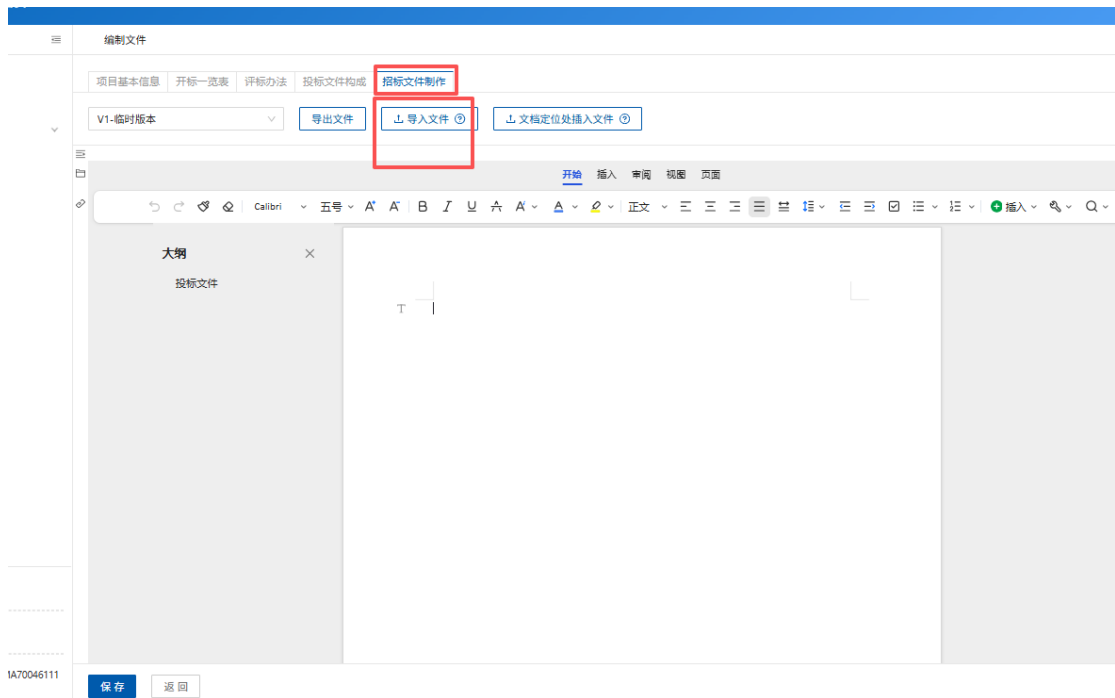 编制文件
项目基本信息 开标一览表 评标办法 投标文件构成 招标文件制作
V1-临时版本 导出文件 导入文件 文档定位处插入文件
开始 插入 审阅 视图 页面
Calibri 五号 正文 插入
大纲
投标文件
1A70046111
保存 返回